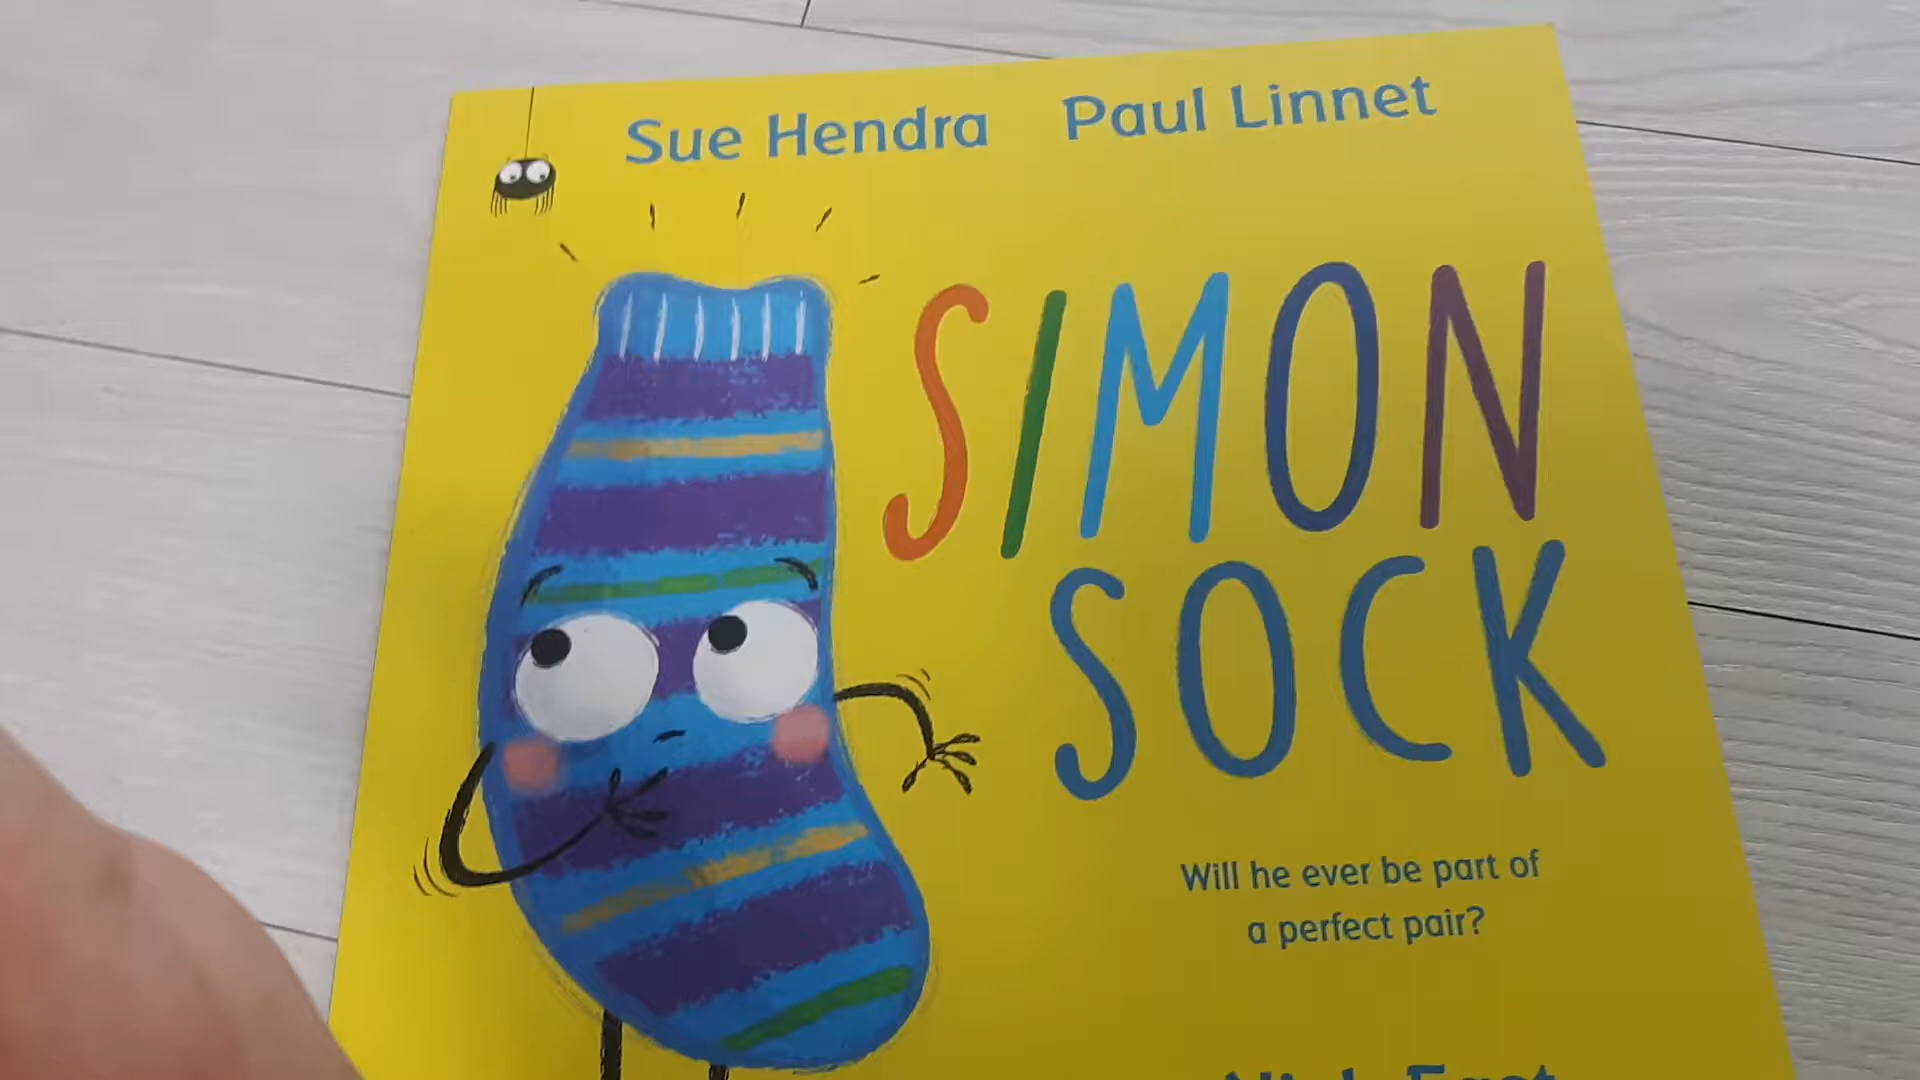 Sue Hendra Paul Linnet
SIMON
SOCK
Will he ever be part of
a perfect pair?